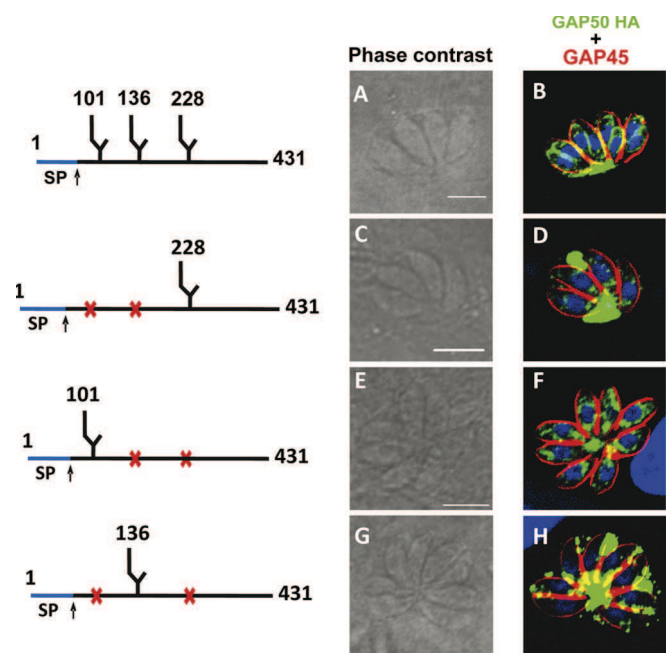 GAP50 HA
+
Phase contrast GAP45
101 136 228
1 431
SP
A B
228
1 431
SP
C D
101
1 431
SP
E F
136
1 431
SP
G H